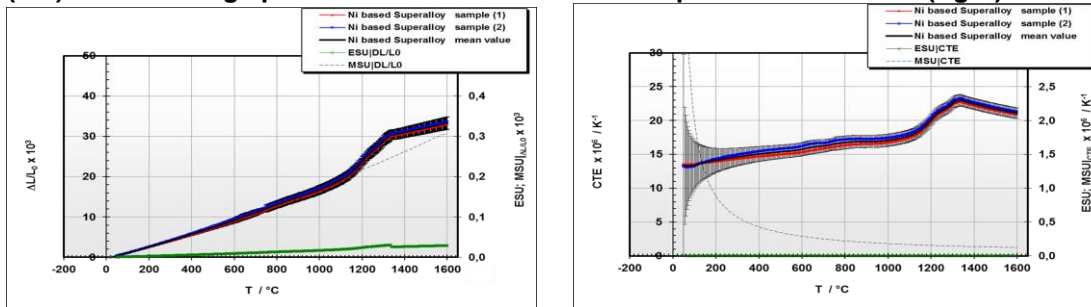 Ni based Superalloy sample (1)
Ni based Superalloy sample (2)
Ni based Superalloy mean value
ESU|DL/L0
MSU|DL/L0
50
40
30
20
10
0
0,4
0,3
0,2
0,1
0,0
-200 0 200 400 600 800 1000 1200 1400 1600
T / °C
ΔL/L₀ x 10³
ESU; MSU|ΔL/L0 x 10³
Ni based Superalloy sample (1)
Ni based Superalloy sample (2)
Ni based Superalloy mean value
ESU|CTE
MSU|CTE
30
25
20
15
10
5
0
2,5
2,0
1,5
1,0
0,5
0,0
-200 0 200 400 600 800 1000 1200 1400 1600
T / °C
CTE x 10⁶ / K⁻¹
ESU; MSU|CTE x 10⁶ / K⁻¹